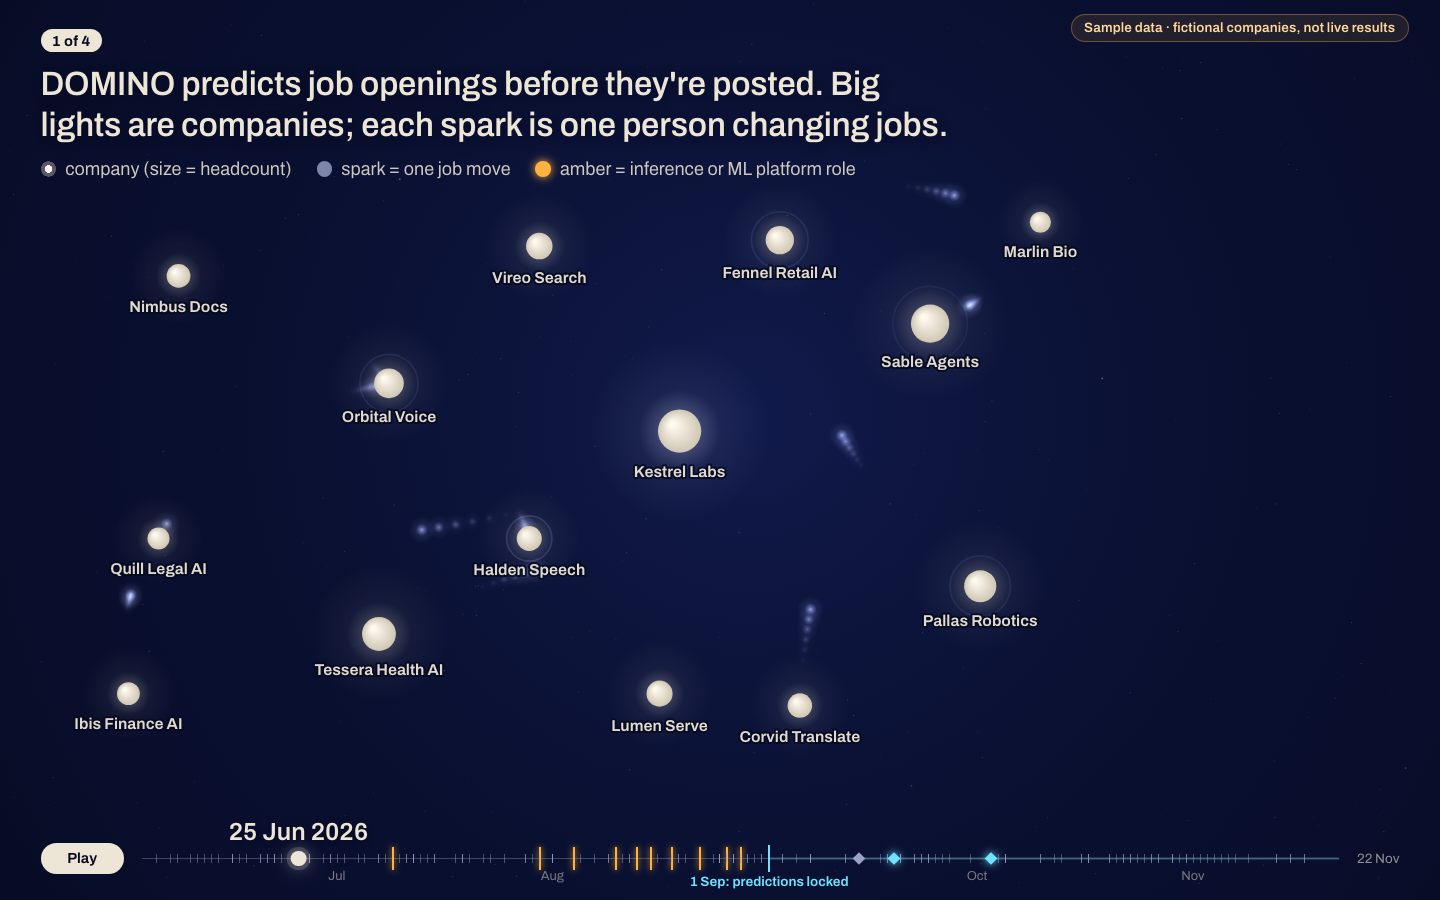 1 of 4
Sample data · fictional companies, not live results
DOMINO predicts job openings before they're posted. Big
lights are companies; each spark is one person changing jobs.
company (size = headcount)
spark = one job move
amber = inference or ML platform role
Marlin Bio
Vireo Search
Fennel Retail AI
Nimbus Docs
Sable Agents
Orbital Voice
Kestrel Labs
Quill Legal AI
Halden Speech
Pallas Robotics
Tessera Health AI
Ibis Finance AI
Lumen Serve
Corvid Translate
25 Jun 2026
Play
22 Nov
Jul
Aug
Oct
Nov
1 Sep: predictions locked